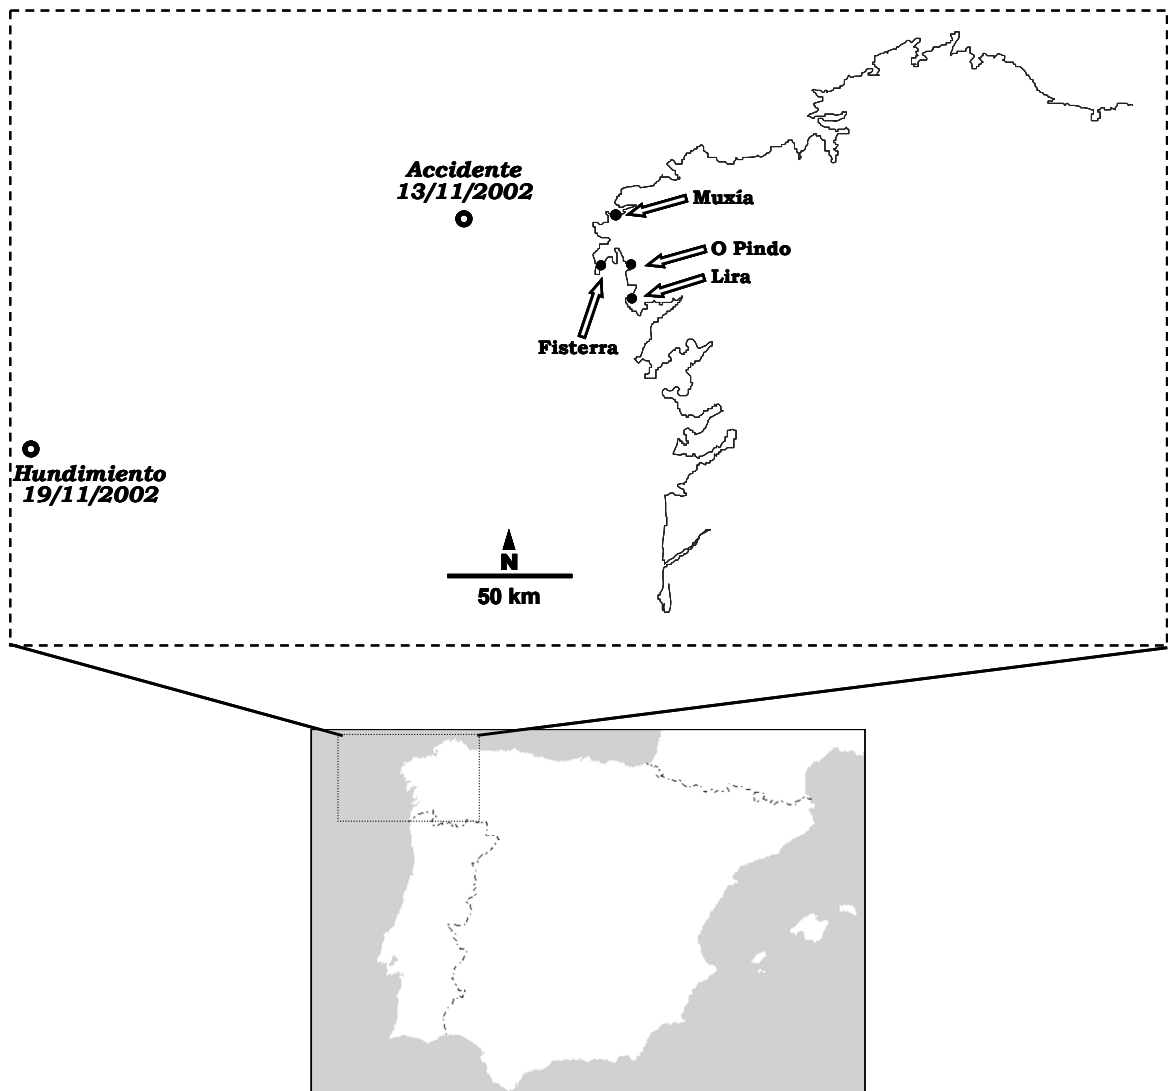 Accidente
13/11/2002
Muxía
O Pindo
Lira
Fisterra
Hundimiento
19/11/2002
N
50 km